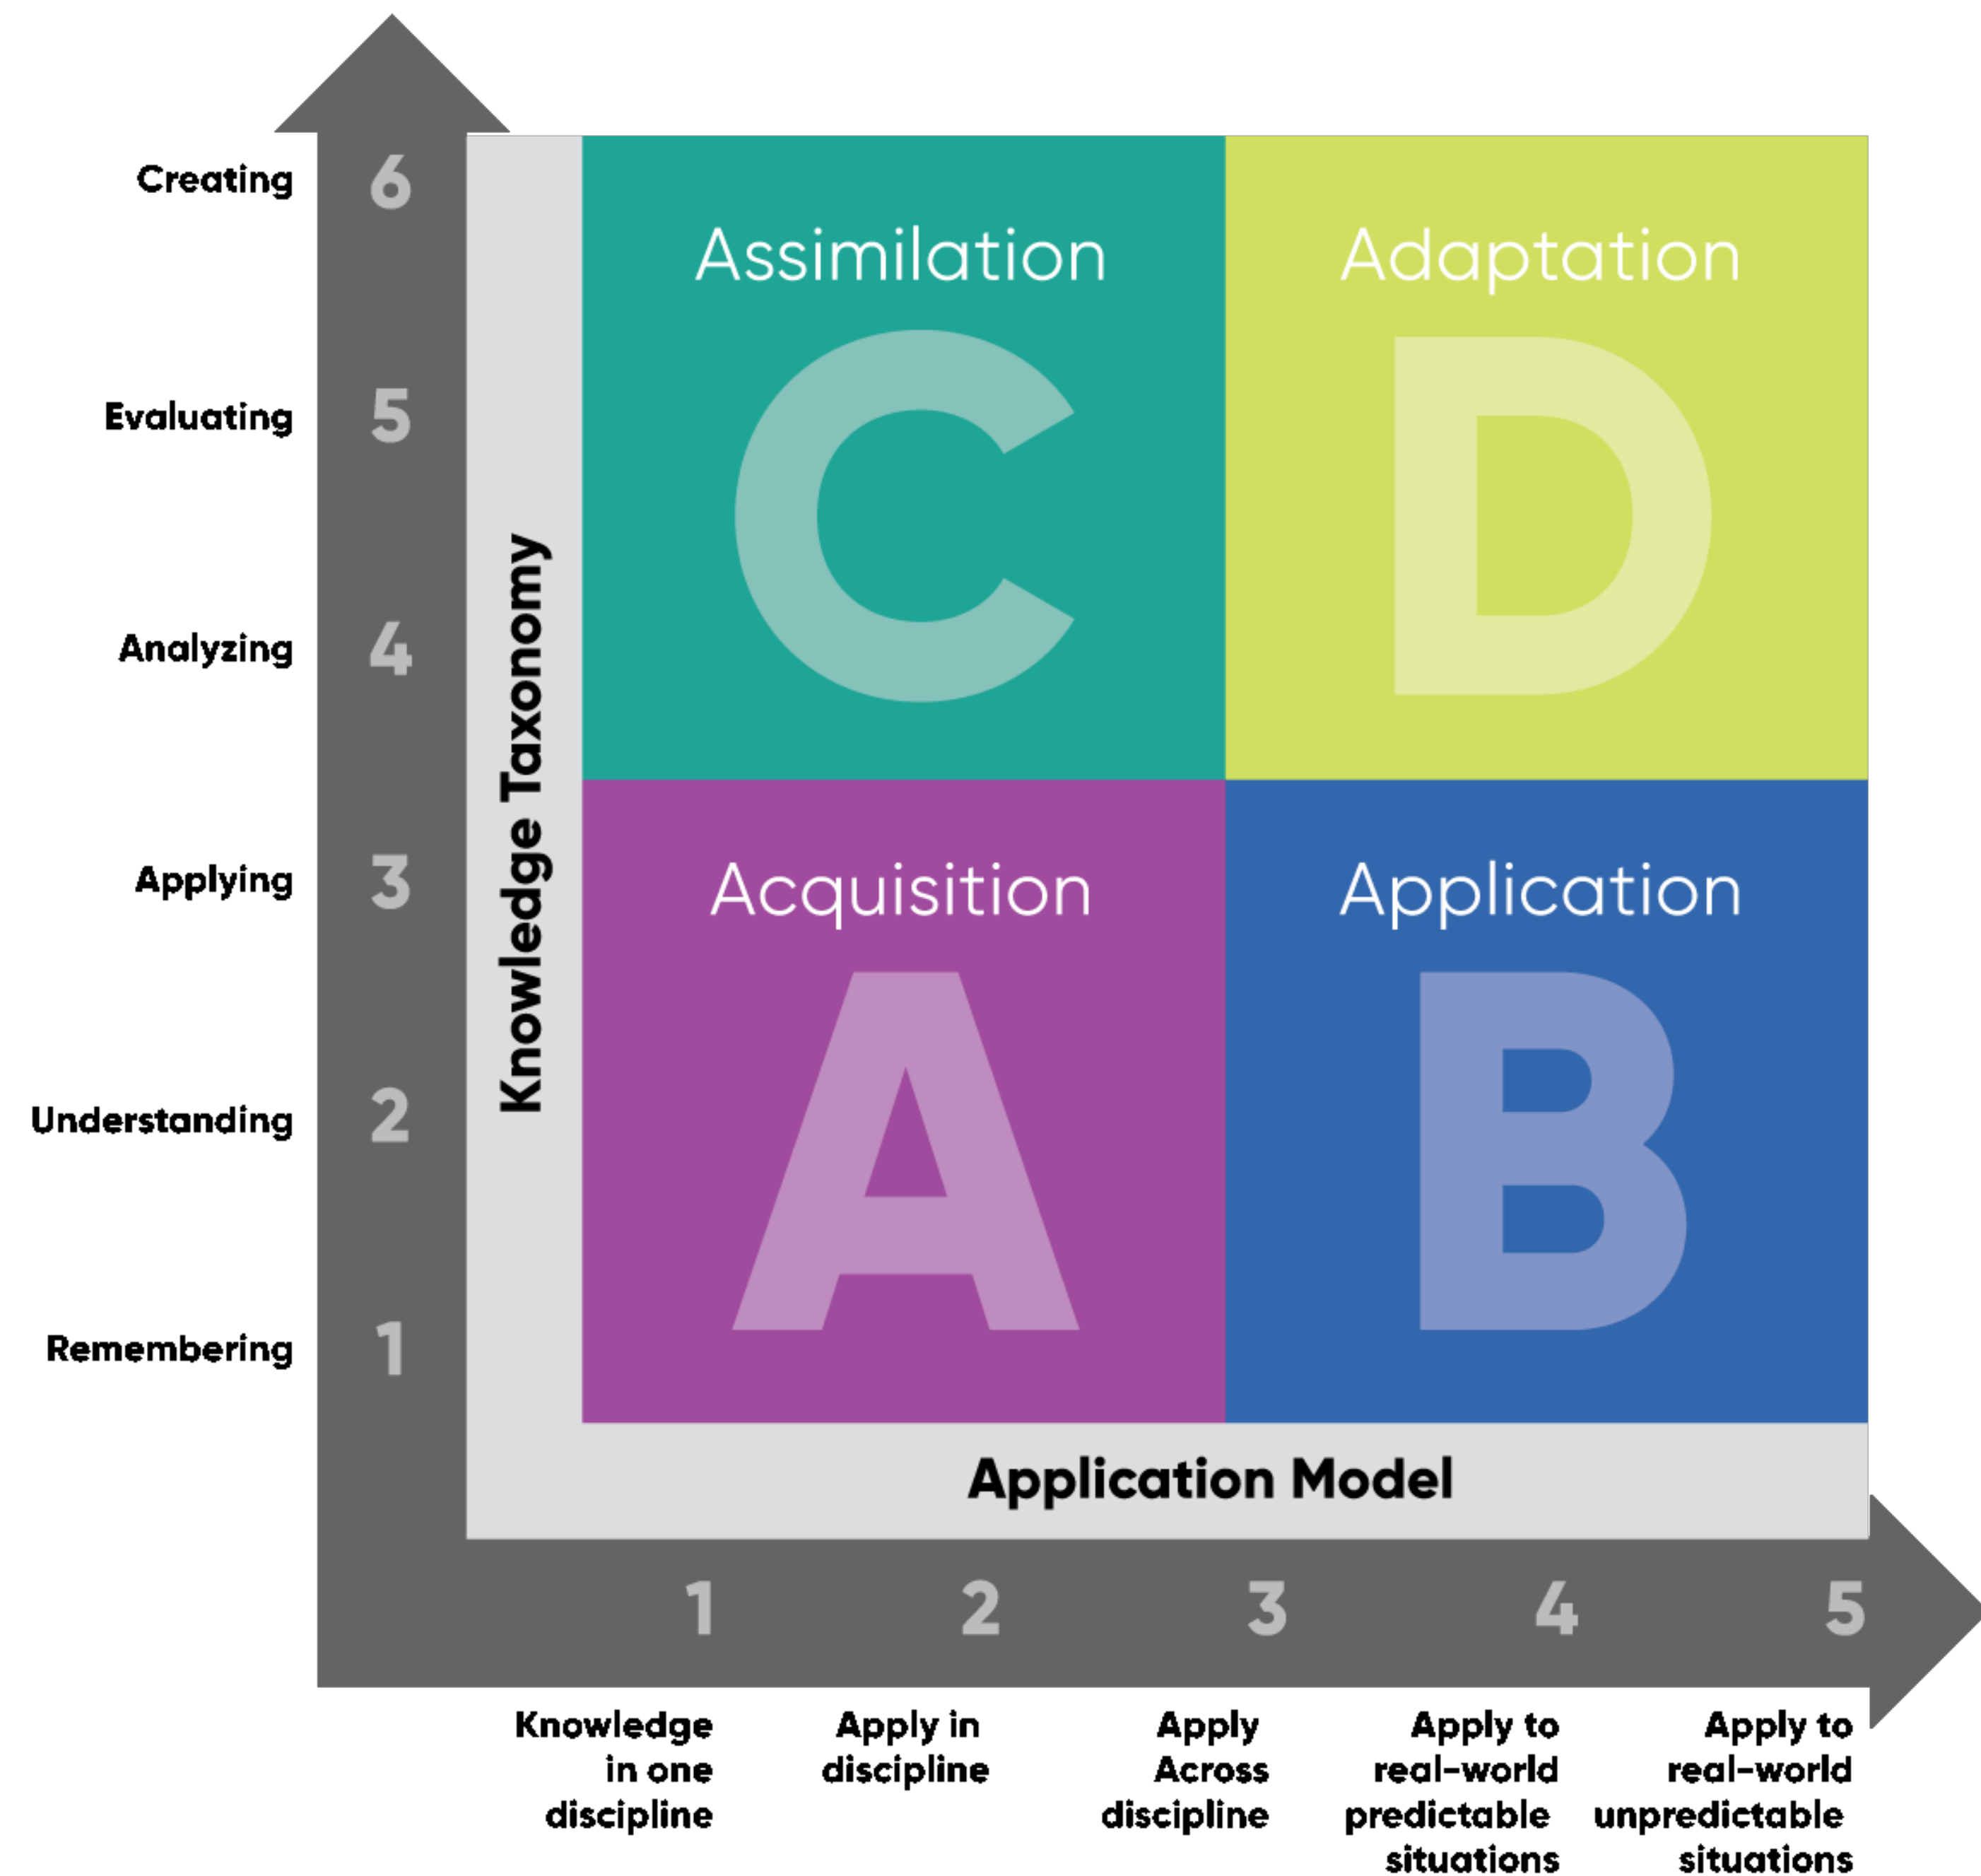 Creating
6
Evaluating
5
Analyzing
4
Applying
3
Understanding
2
Remembering
1
Knowledge Taxonomy
Assimilation
C
Adaptation
D
Acquisition
A
Application
B
Application Model
1
2
3
4
5
Knowledge
in one
discipline
Apply in
discipline
Apply
Across
discipline
Apply to
real-world
predictable
situations
Apply to
real-world
unpredictable
situations